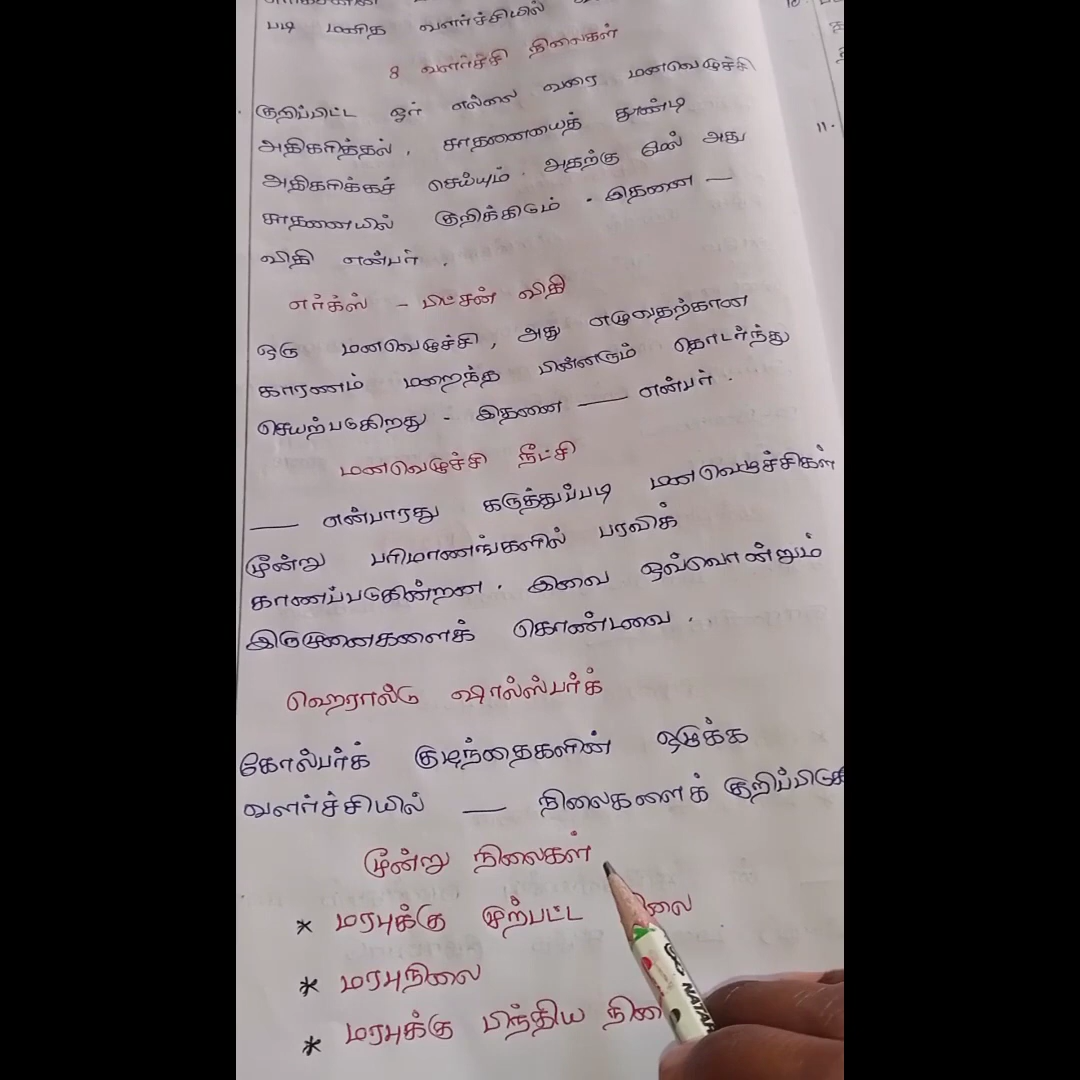 படி மனித வளர்ச்சியில்
8 வளர்ச்சி நிலைகள்
குறிப்பிட்ட ஓர் எல்லை வரை மனவெழுச்சி
அதிகரித்தல், சாதனையைத் தூண்டி
அதிகரிக்கச் செய்யும். அதற்கு மேல் அது
11.
சாதனையில் குறிக்கிடும். இதனை —
விதி என்பர்.
எர்க்ஸ் - டாட்சன் விதி
ஒரு மனவெழுச்சி, அது எழுவதற்கான
காரணம் மறைந்த பின்னரும் தொடர்ந்து
செயற்படுகிறது. இதனை —— என்பர்.
மனவெழுச்சி நீட்சி
—— என்பாரது கருத்துப்படி மனவெழுச்சிகள்
மூன்று பரிமாணங்களில் பரவிக்
காணப்படுகின்றன. இவை ஒவ்வொன்றும்
இருமுனைகளைக் கொண்டவை.
ஹெரால்டு ஷால்ஸ்பர்க்
கோல்பர்க் குழந்தைகளின் ஒழுக்க
வளர்ச்சியில் —— நிலைகளைக் குறிப்பிடுகி
மூன்று நிலைகள்
* மரபுக்கு முற்பட்ட நிலை
* மரபுநிலை
* மரபுக்கு பிந்திய நிலை
NATAR